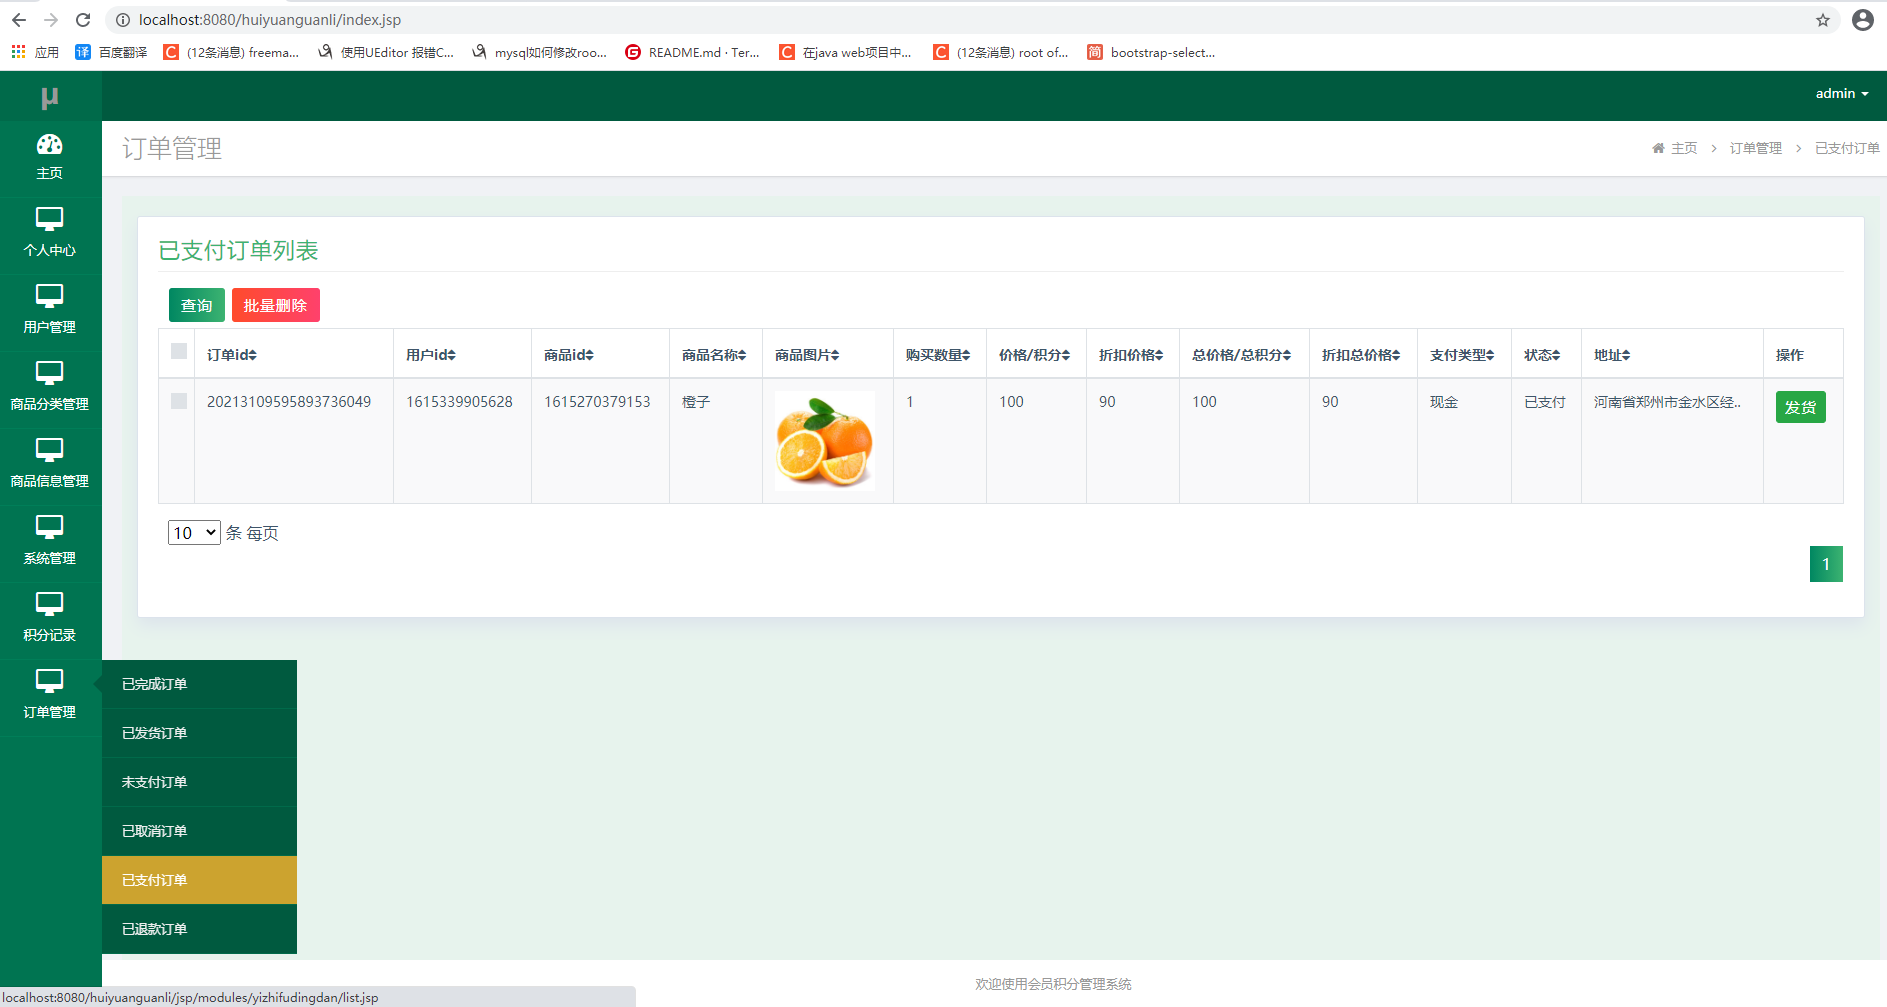 localhost:8080/huiyuanguanli/index.jsp
应用 百度翻译 (12条消息) freema... 使用UEditor 报错C... mysql如何修改roo... README.md · Ter... 在java web项目中... (12条消息) root of... bootstrap-select...
μ admin
订单管理 主页 > 订单管理 > 已支付订单
主页
个人中心
用户管理
商品分类管理
商品信息管理
系统管理
积分记录
订单管理
已支付订单列表
查询 批量删除
订单id 用户id 商品id 商品名称 商品图片 购买数量 价格/积分 折扣价格 总价格/总积分 折扣总价格 支付类型 状态 地址 操作
20213109595893736049 1615339905628 1615270379153 橙子 1 100 90 100 90 现金 已支付 河南省郑州市金水区经.. 发货
10 条 每页
1
已完成订单
已发货订单
未支付订单
已取消订单
已支付订单
已退款订单
欢迎使用会员积分管理系统
localhost:8080/huiyuanguanli/jsp/modules/yizhifudingdan/list.jsp